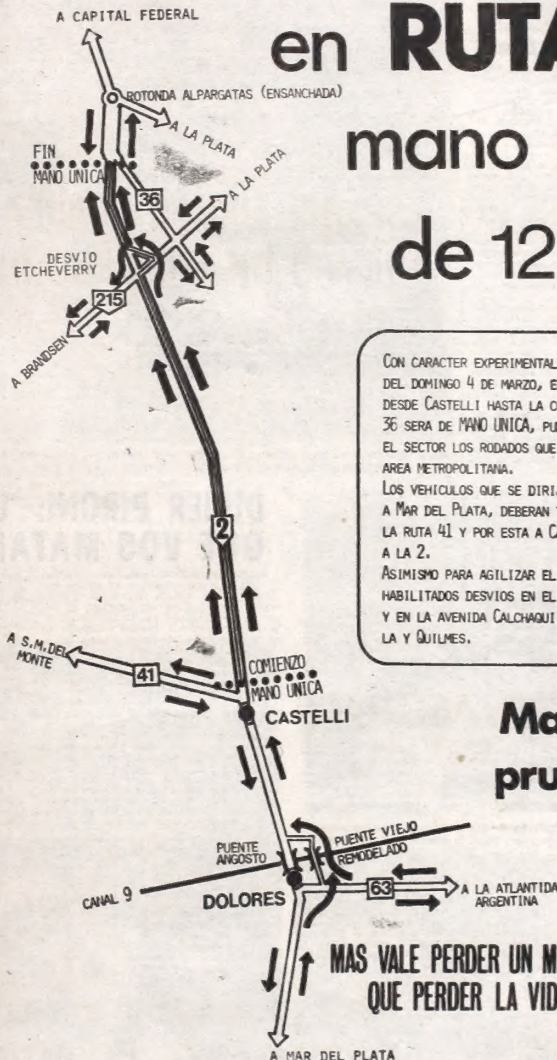 A CAPITAL FEDERAL
en RUTA
ROTONDA ALPARGATAS (ENSANCHADA)
A LA PLATA
mano
FIN
MANO UNICA
A LA PLATA
36
de 12
DESVIO
ETCHEVERRY
215
A BRANDSEN
CON CARACTER EXPERIMENTAL
DEL DOMINGO 4 DE MARZO, E
DESDE CASTELLI HASTA LA
36 SERA DE MANO UNICA, PU
EL SECTOR LOS RODADOS QUE
AREA METROPOLITANA.
LOS VEHICULOS QUE SE DIRI
A MAR DEL PLATA, DEBERAN
LA RUTA 41 Y POR ESTA A
A LA 2.
ASIMISMO PARA AGILIZAR EL
HABILITADOS DESVIOS EN EL
Y EN LA AVENIDA CALCHAQUI
LA Y QUILMES.
2
A S.M. DEL
MONTE
41
COMIENZO
MANO UNICA
CASTELLI
Ma
pru
PUENTE
ANGOSTO
PUENTE VIEJO
REMODELADO
CANAL 9
DOLORES
63
A LA ATLANTIDA
ARGENTINA
MAS VALE PERDER UN M
QUE PERDER LA VID
A MAR DEL PLATA